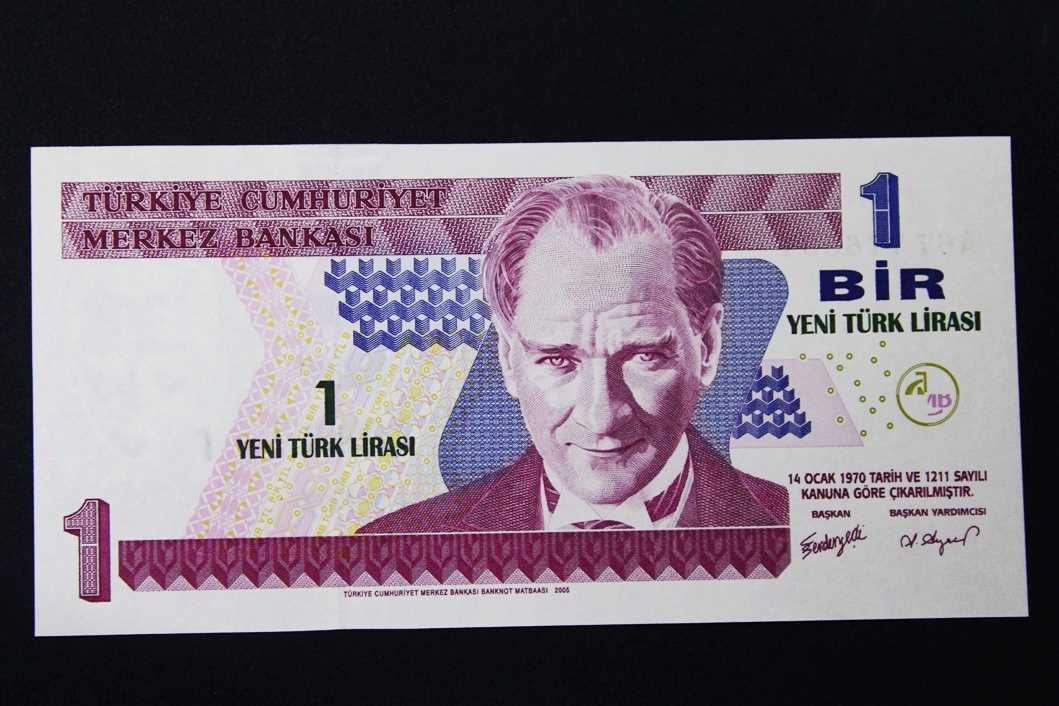 TÜRKİYE CUMHURİYET
MERKEZ BANKASI
1
BİR
YENİ TÜRK LİRASI
1
YENİ TÜRK LİRASI
14 OCAK 1970 TARİH VE 1211 SAYILI
KANUNA GÖRE ÇIKARILMIŞTIR.
BAŞKAN BAŞKAN YARDIMCISI
1
TÜRKİYE CUMHURİYET MERKEZ BANKASI BANKNOT MATBAASI 2005